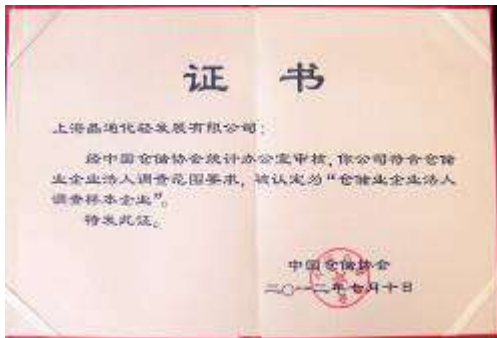 证 书
上海晶通化轻发展有限公司：
经中国仓储协会统计办公室审核，你公司符合仓储
业企业法人调查范围要求，被认定为“仓储业企业法人
调查样本企业”。
特发此证。
中国仓储协会
二〇一二年七月十日